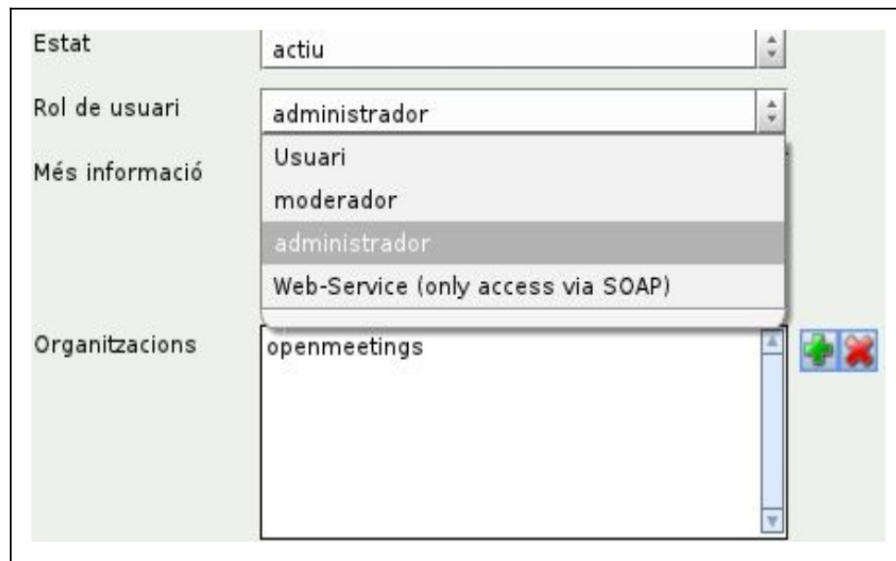 Estat
actiu
Rol de usuari
administrador
Més informació
Usuari
moderador
administrador
Web-Service (only access via SOAP)
Organitzacions
openmeetings